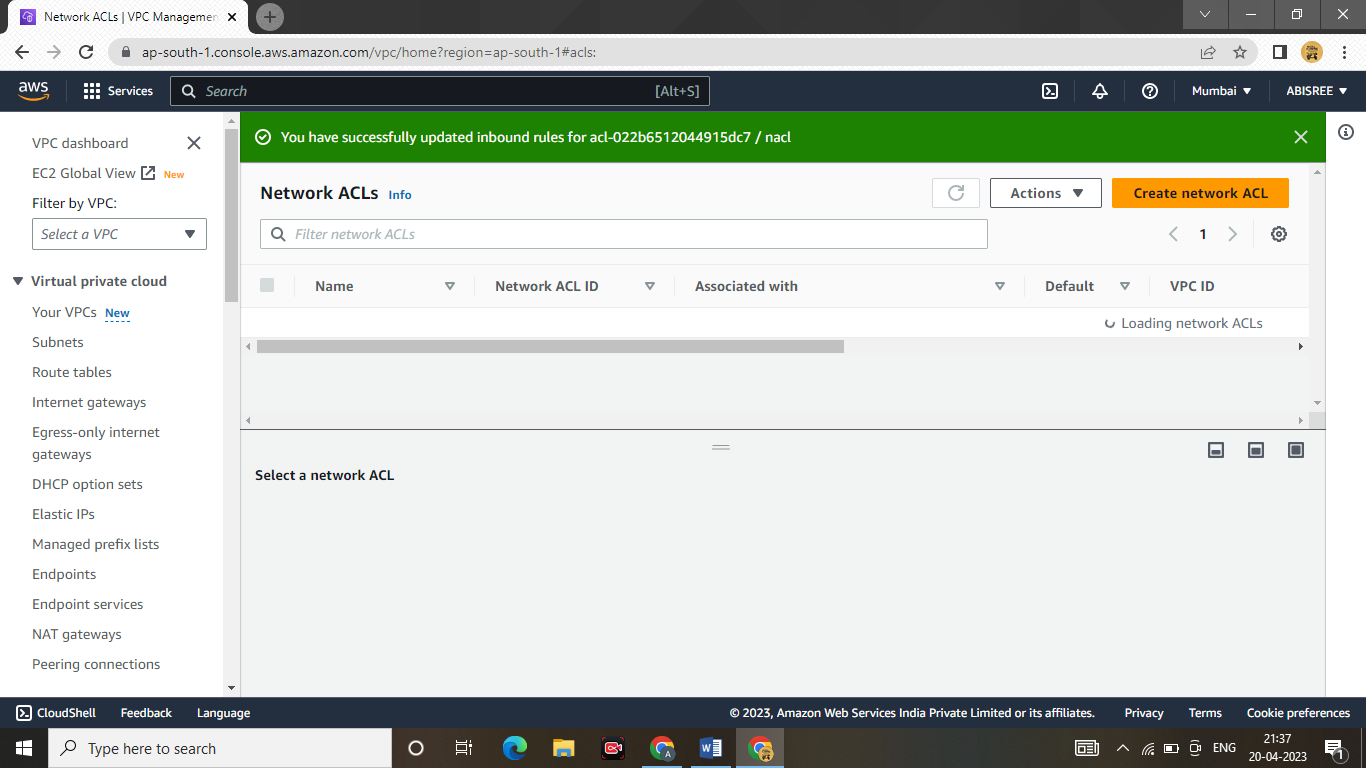 Network ACLs | VPC Managemen
ap-south-1.console.aws.amazon.com/vpc/home?region=ap-south-1#acls:
aws
Services
Search
[Alt+S]
Mumbai
ABISREE
VPC dashboard
EC2 Global View New
Filter by VPC:
Select a VPC
Virtual private cloud
Your VPCs New
Subnets
Route tables
Internet gateways
Egress-only internet
gateways
DHCP option sets
Elastic IPs
Managed prefix lists
Endpoints
Endpoint services
NAT gateways
Peering connections
You have successfully updated inbound rules for acl-022b6512044915dc7 / nacl
Network ACLs Info
Actions
Create network ACL
Filter network ACLs
1
Name
Network ACL ID
Associated with
Default
VPC ID
Loading network ACLs
Select a network ACL
CloudShell
Feedback
Language
© 2023, Amazon Web Services India Private Limited or its affiliates.
Privacy
Terms
Cookie preferences
Type here to search
A
W
ENG
21:37
20-04-2023
1